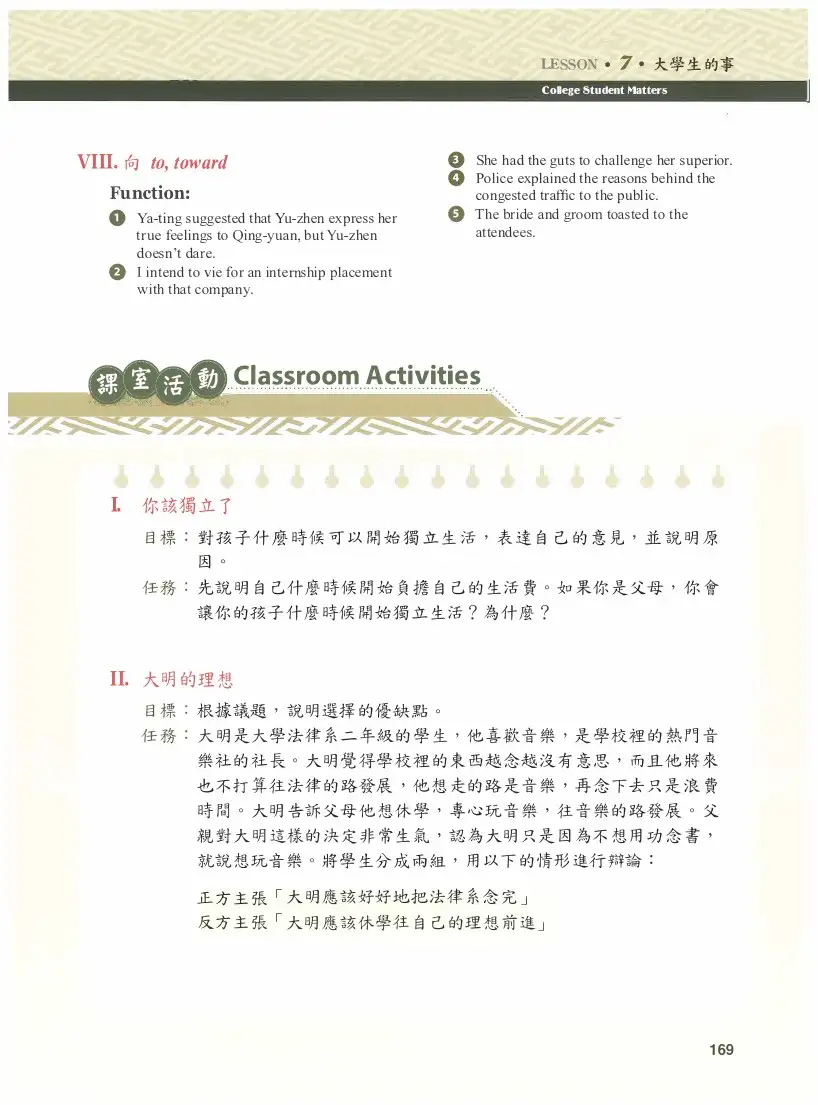 LESSON • 7 • 大學生的事
College Student Matters
VIII. 向 to, toward
Function:
1 Ya-ting suggested that Yu-zhen express her
true feelings to Qing-yuan, but Yu-zhen
doesn't dare.
2 I intend to vie for an internship placement
with that company.
3 She had the guts to challenge her superior.
4 Police explained the reasons behind the
congested traffic to the public.
5 The bride and groom toasted to the
attendees.
課室活動 Classroom Activities
I. 你該獨立了
目標：對孩子什麼時候可以開始獨立生活，表達自己的意見，並說明原
因。
任務：先說明自己什麼時候開始負擔自己的生活費。如果你是父母，你會
讓你的孩子什麼時候開始獨立生活？為什麼？
II. 大明的理想
目標：根據議題，說明選擇的優缺點。
任務：大明是大學法律系二年級的學生，他喜歡音樂，是學校裡的熱門音
樂社的社長。大明覺得學校裡的東西越念越沒有意思，而且他將來
也不打算往法律的路發展，他想走的路是音樂，再念下去只是浪費
時間。大明告訴父母他想休學，專心玩音樂，往音樂的路發展。父
親對大明這樣的決定非常生氣，認為大明只是因為不想用功念書，
就說想玩音樂。將學生分成兩組，用以下的情形進行辯論：
正方主張「大明應該好好地把法律系念完」
反方主張「大明應該休學往自己的理想前進」
169